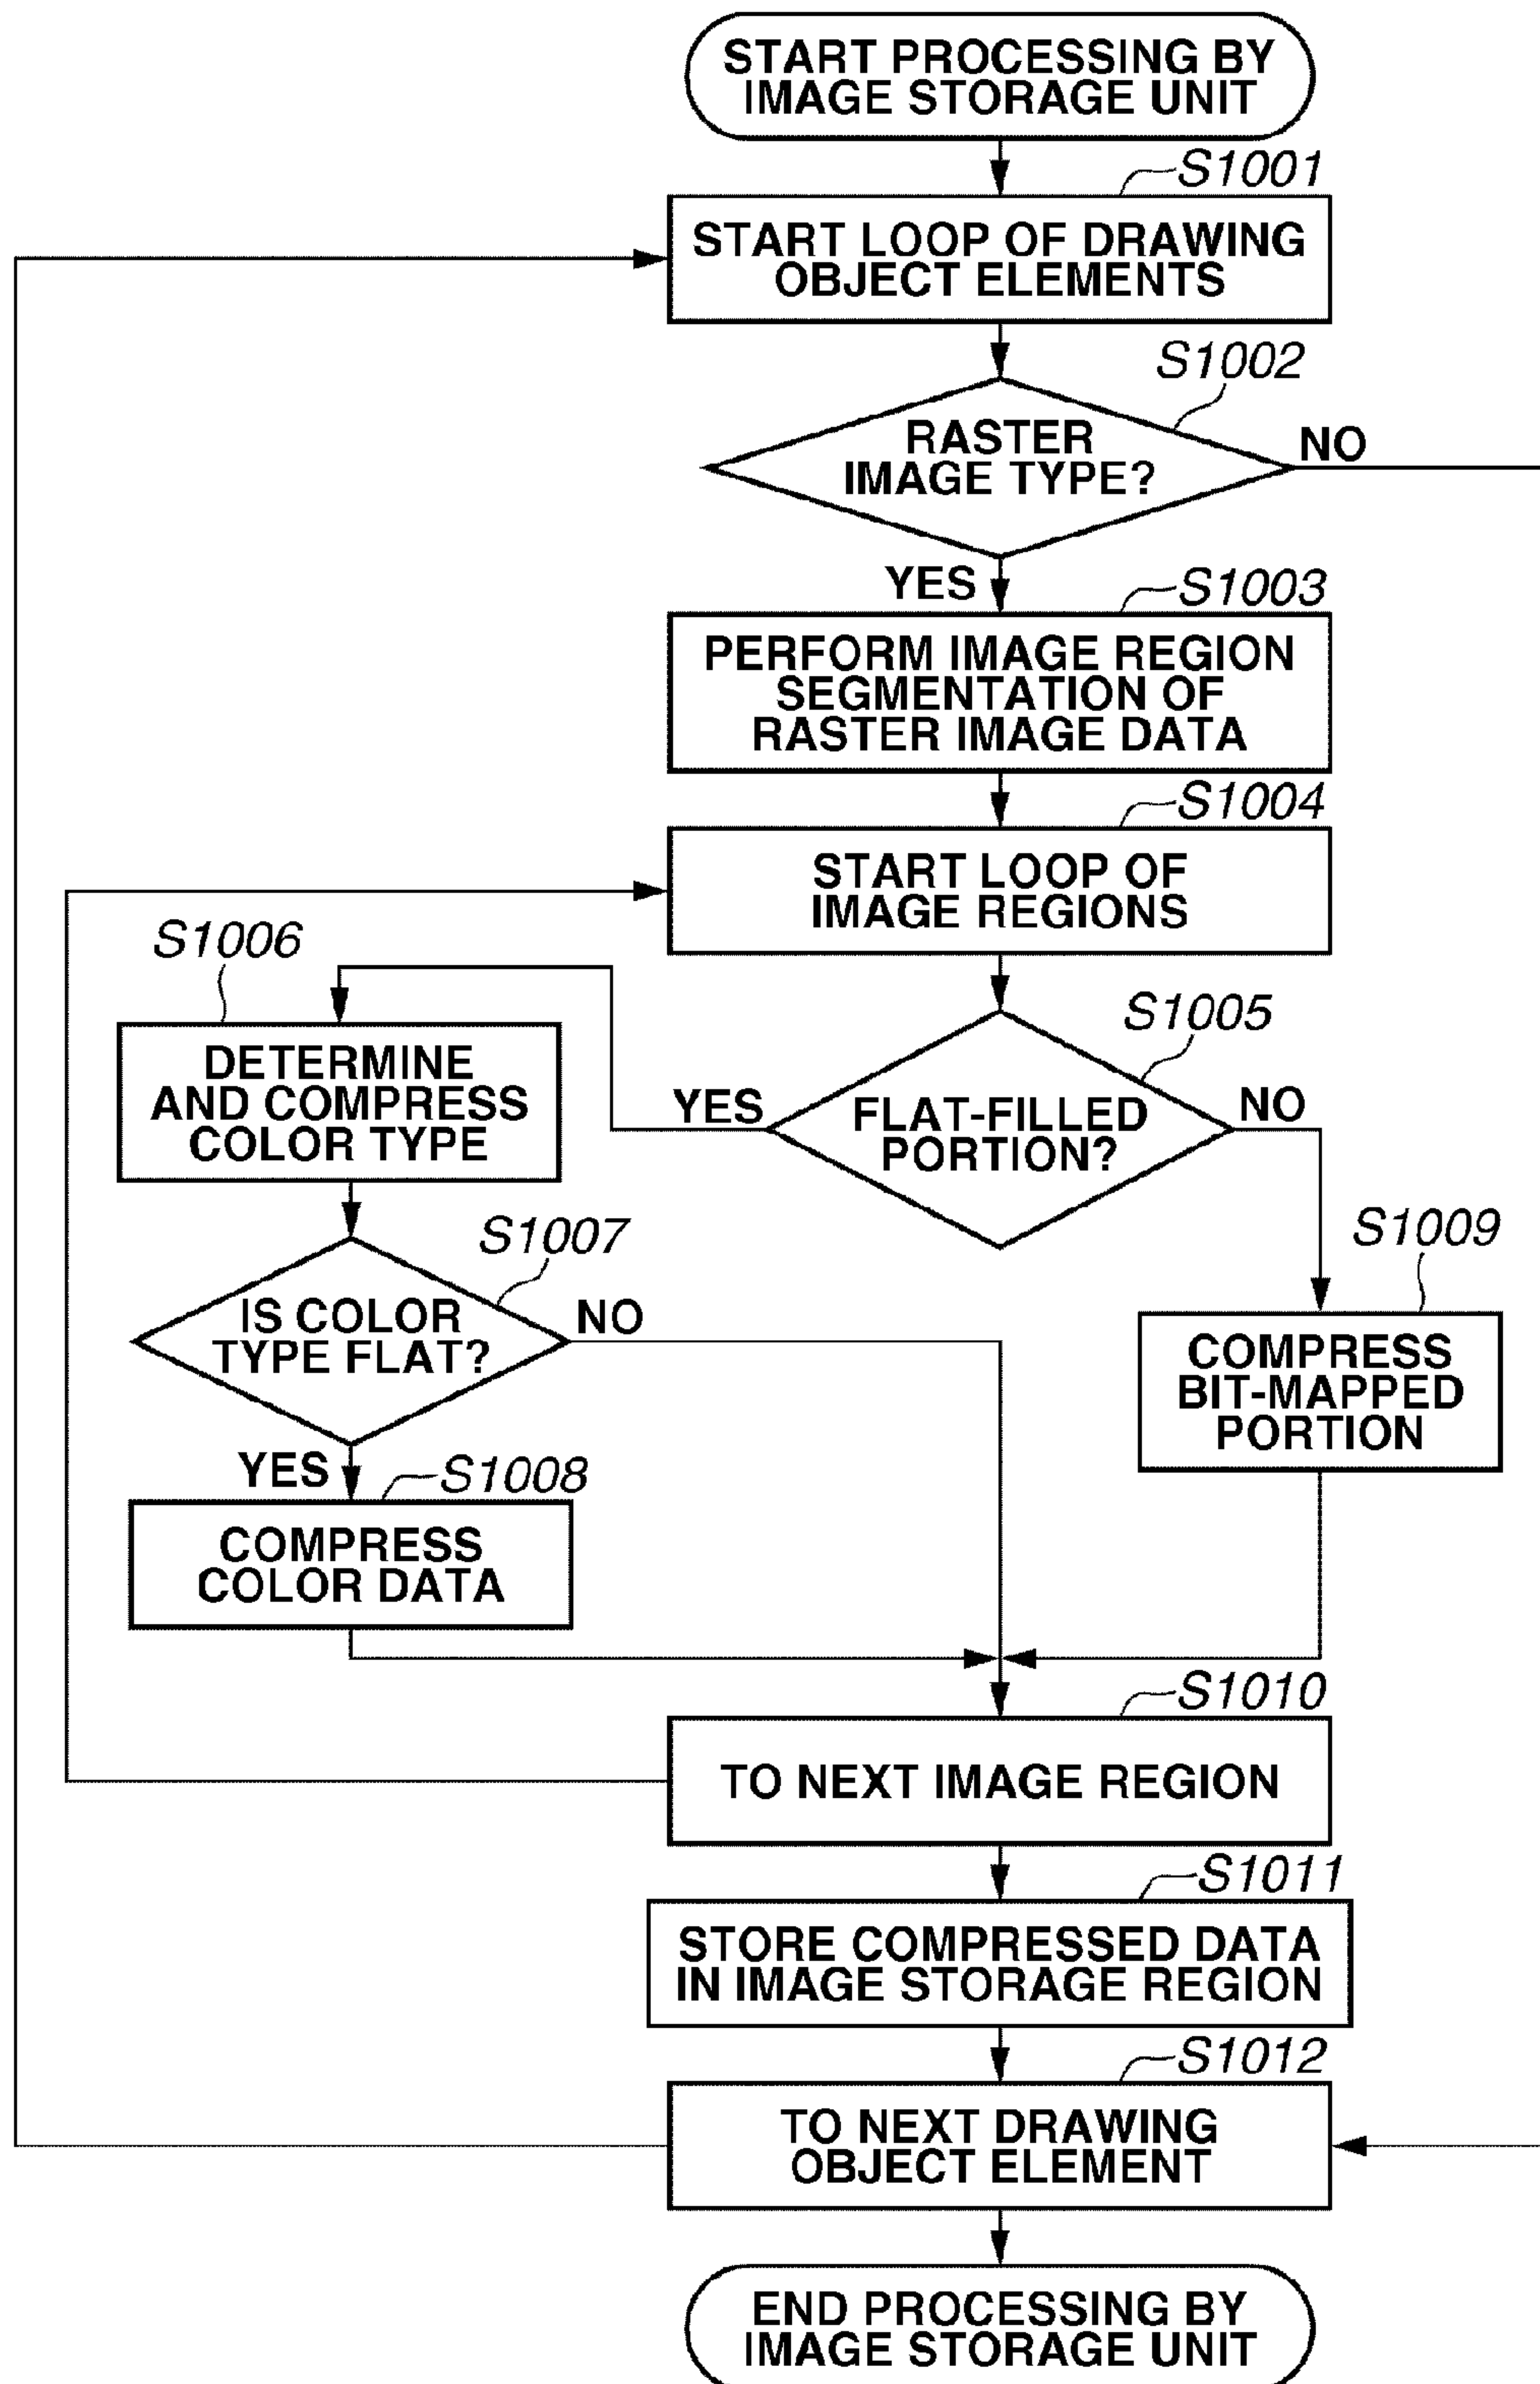 START PROCESSING BY
IMAGE STORAGE UNIT
S1001
START LOOP OF DRAWING
OBJECT ELEMENTS
S1002
RASTER
IMAGE TYPE?
NO
YES
S1003
PERFORM IMAGE REGION
SEGMENTATION OF
RASTER IMAGE DATA
S1004
START LOOP OF
IMAGE REGIONS
S1006
DETERMINE
AND COMPRESS
COLOR TYPE
S1005
YES
FLAT-FILLED
PORTION?
NO
S1007
IS COLOR
TYPE FLAT?
NO
S1009
COMPRESS
BIT-MAPPED
PORTION
YES
S1008
COMPRESS
COLOR DATA
S1010
TO NEXT IMAGE REGION
S1011
STORE COMPRESSED DATA
IN IMAGE STORAGE REGION
S1012
TO NEXT DRAWING
OBJECT ELEMENT
END PROCESSING BY
IMAGE STORAGE UNIT